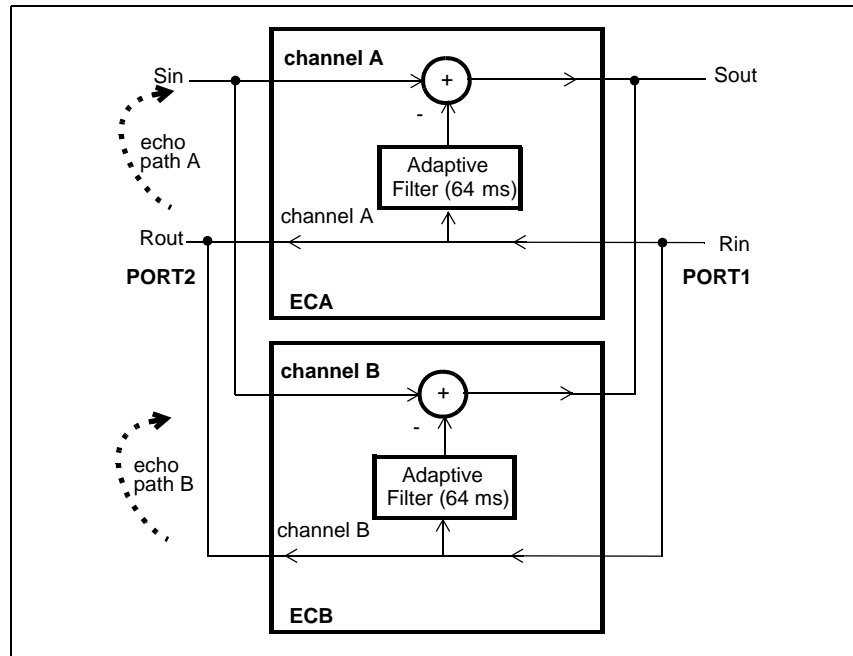 channel A
Sin
+
Sout
-
echo
path A
Adaptive
Filter (64 ms)
channel A
Rout
Rin
PORT2
PORT1
ECA
channel B
+
-
echo
path B
Adaptive
Filter (64 ms)
channel B
ECB